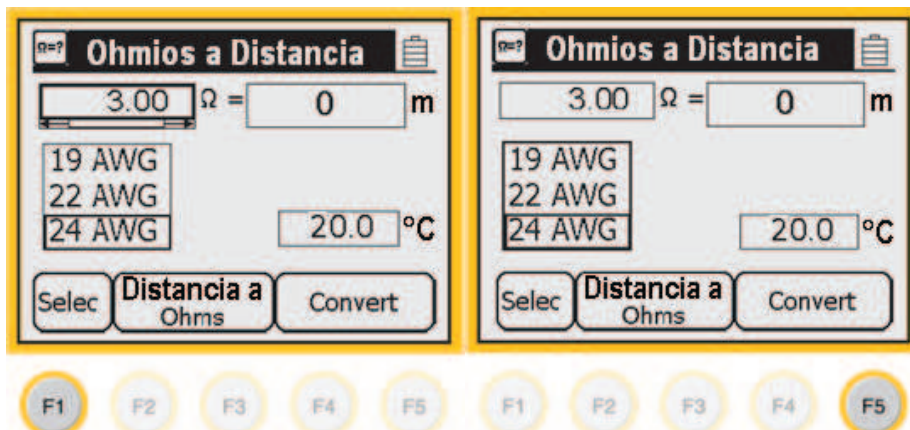 Ω=? Ohmios a Distancia
3.00 Ω = 0 m
19 AWG
22 AWG
24 AWG
20.0 °C
Selec
Distancia a
Ohms
Convert
F1 F2 F3 F4 F5
Ω=? Ohmios a Distancia
3.00 Ω = 0 m
19 AWG
22 AWG
24 AWG
20.0 °C
Selec
Distancia a
Ohms
Convert
F1 F2 F3 F4 F5